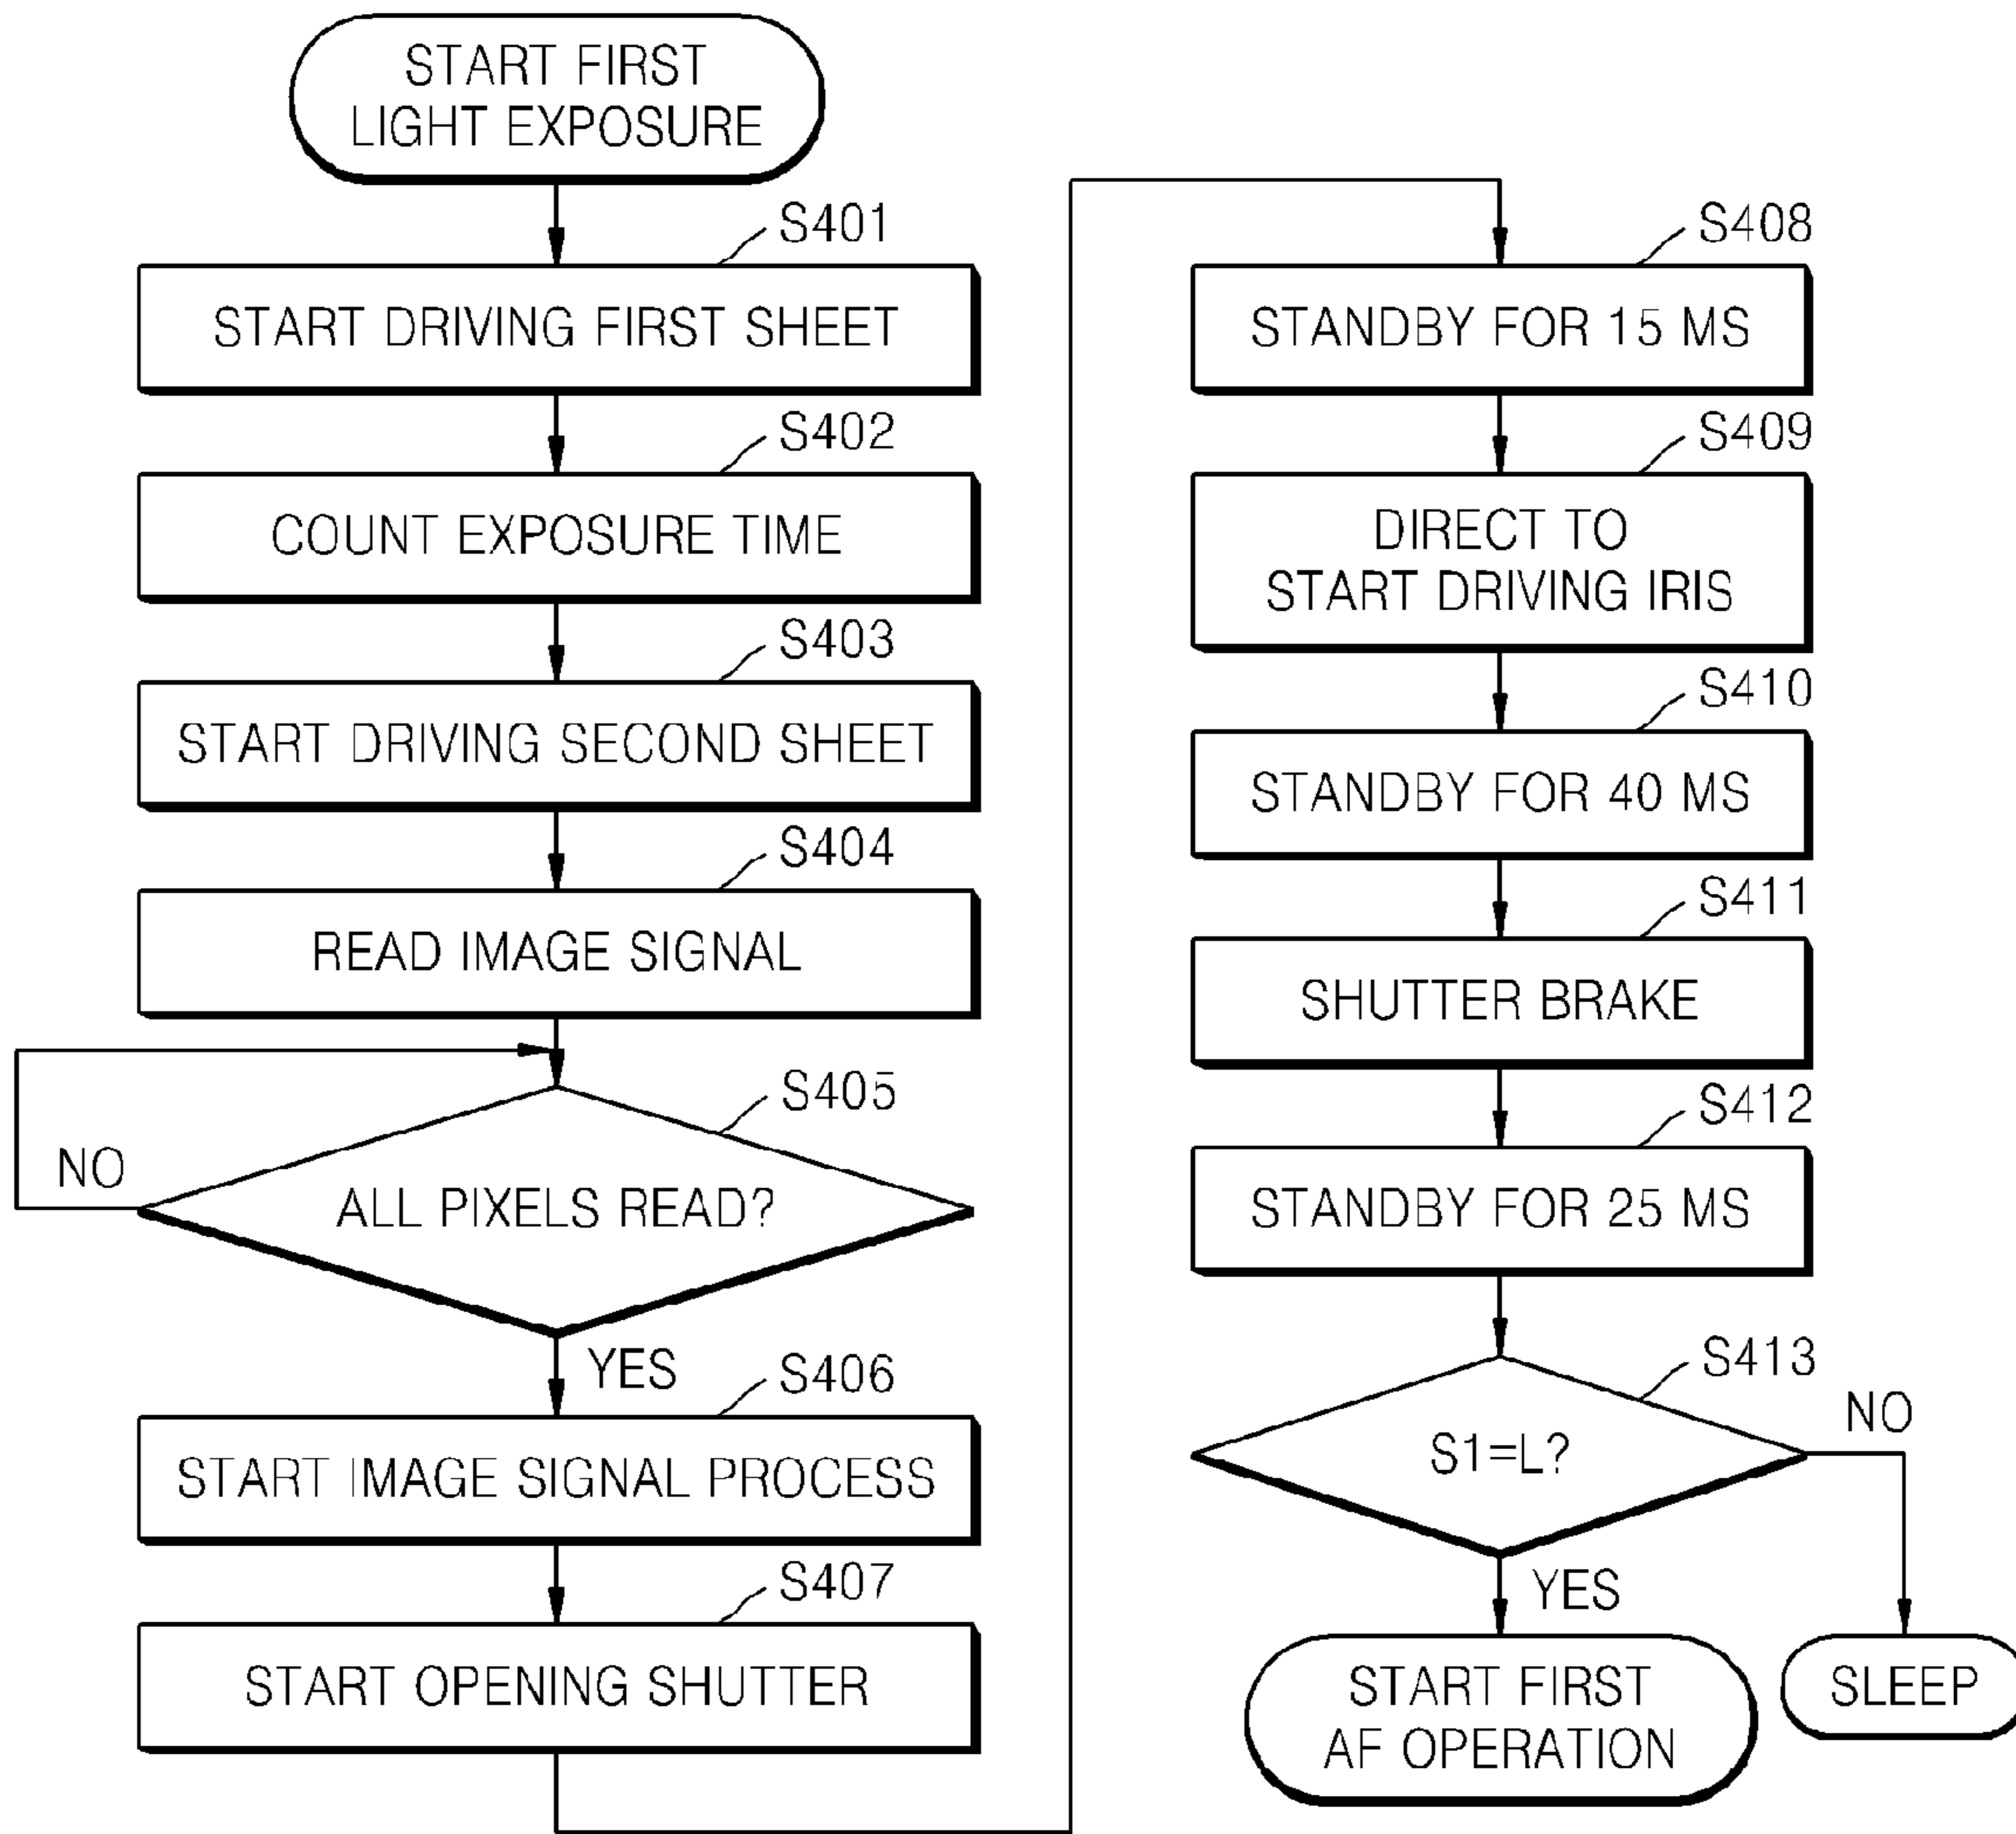 START FIRST
LIGHT EXPOSURE
S401
START DRIVING FIRST SHEET
S402
COUNT EXPOSURE TIME
S403
START DRIVING SECOND SHEET
S404
READ IMAGE SIGNAL
S405
NO
ALL PIXELS READ?
YES
S406
START IMAGE SIGNAL PROCESS
S407
START OPENING SHUTTER
S408
STANDBY FOR 15 MS
S409
DIRECT TO
START DRIVING IRIS
S410
STANDBY FOR 40 MS
S411
SHUTTER BRAKE
S412
STANDBY FOR 25 MS
S413
NO
S1=L?
YES
START FIRST
AF OPERATION
SLEEP